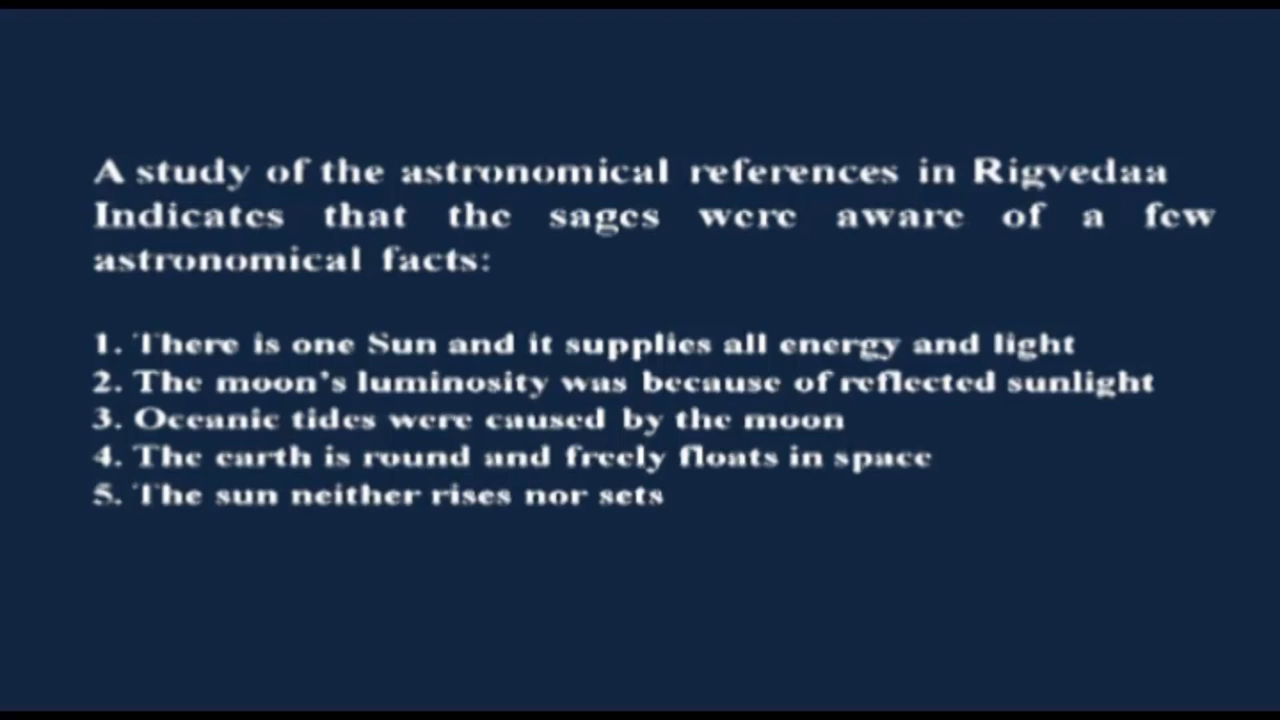 A study of the astronomical references in Rigvedaa
Indicates that the sages were aware of a few
astronomical facts:
1. There is one Sun and it supplies all energy and light
2. The moon's luminosity was because of reflected sunlight
3. Oceanic tides were caused by the moon
4. The earth is round and freely floats in space
5. The sun neither rises nor sets